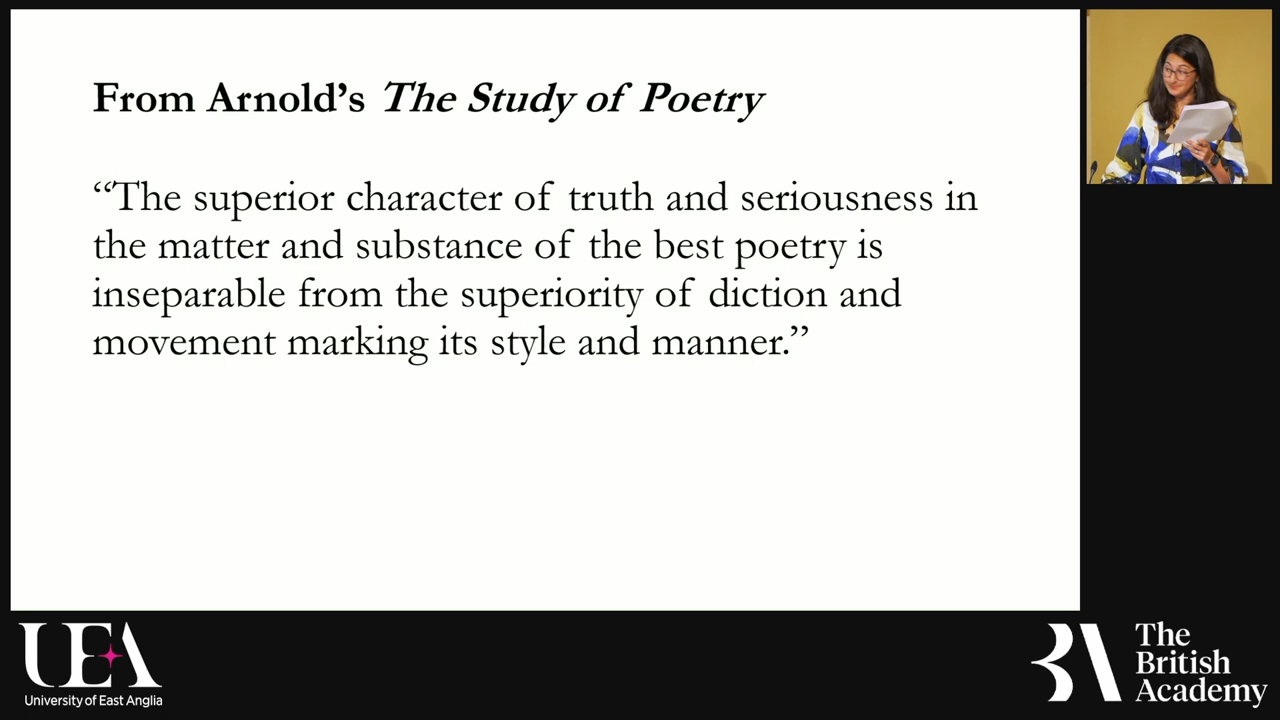 From Arnold’s The Study of Poetry
“The superior character of truth and seriousness in
the matter and substance of the best poetry is
inseparable from the superiority of diction and
movement marking its style and manner.”
UEA
University of East Anglia
BA
The
British
Academy